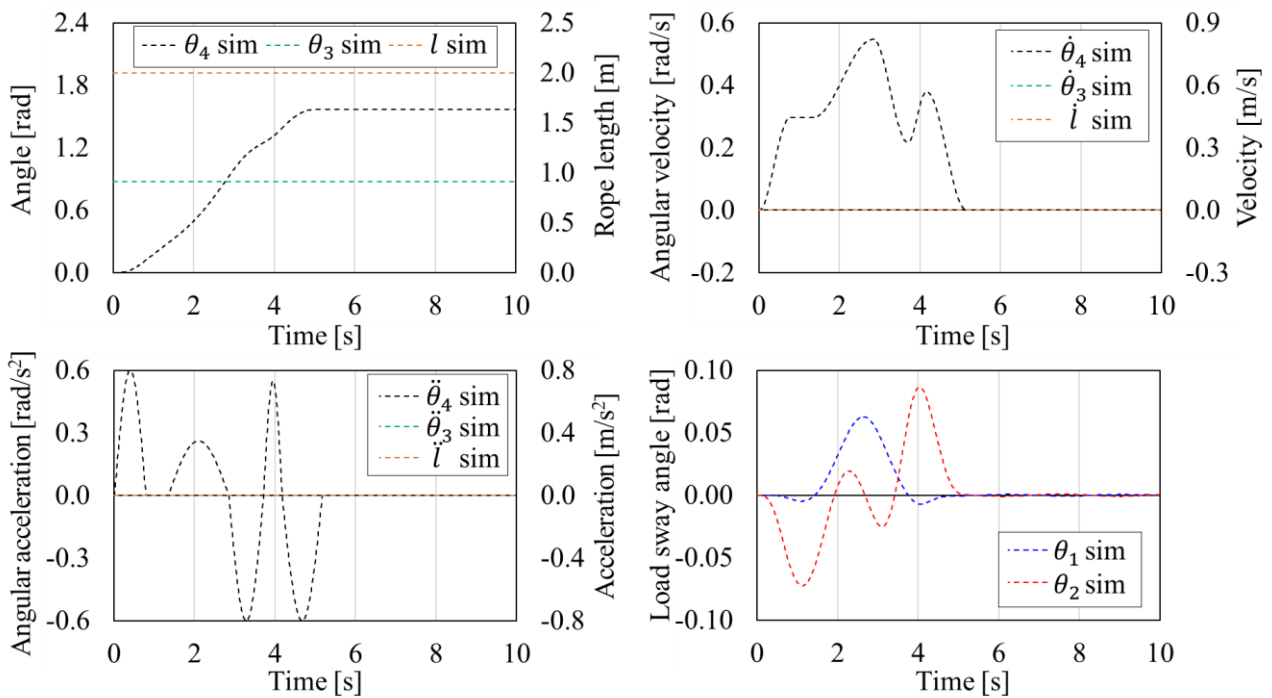 2.4 2.5
θ₄ sim θ₃ sim l sim
1.8 2.0
1.5
1.2
1.0
0.6 0.5
0.0 0.0
0 2 4 6 8 10
Angle [rad]
Rope length [m]
Time [s]
0.6 0.9
θ̇₄ sim
θ̇₃ sim
l̇ sim
0.4 0.6
0.2 0.3
0.0 0.0
-0.2 -0.3
0 2 4 6 8 10
Angular velocity [rad/s]
Velocity [m/s]
Time [s]
0.6 0.8
θ̈₄ sim
θ̈₃ sim
l̈ sim
0.3 0.4
0.0 0.0
-0.3 -0.4
-0.6 -0.8
0 2 4 6 8 10
Angular acceleration [rad/s²]
Acceleration [m/s²]
Time [s]
0.10
0.05
0.00
-0.05
-0.10
θ₁ sim
θ₂ sim
0 2 4 6 8 10
Load sway angle [rad]
Time [s]